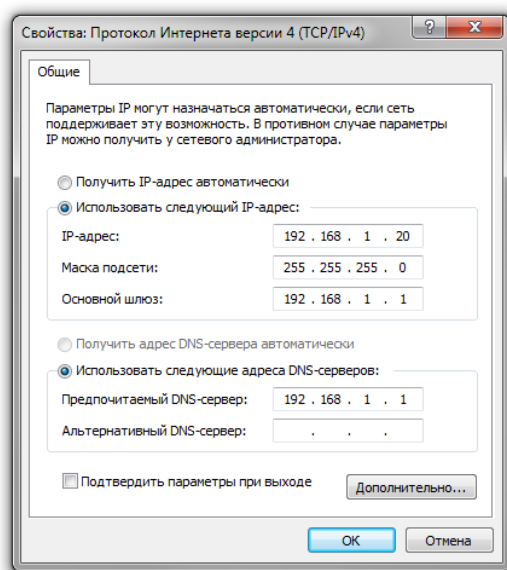 Свойства: Протокол Интернета версии 4 (TCP/IPv4)
Общие
Параметры IP могут назначаться автоматически, если сеть
поддерживает эту возможность. В противном случае параметры
IP можно получить у сетевого администратора.
Получить IP-адрес автоматически
Использовать следующий IP-адрес:
IP-адрес: 192 . 168 . 1 . 20
Маска подсети: 255 . 255 . 255 . 0
Основной шлюз: 192 . 168 . 1 . 1
Получить адрес DNS-сервера автоматически
Использовать следующие адреса DNS-серверов:
Предпочитаемый DNS-сервер: 192 . 168 . 1 . 1
Альтернативный DNS-сервер: . . .
Подтвердить параметры при выходе
Дополнительно...
OK Отмена